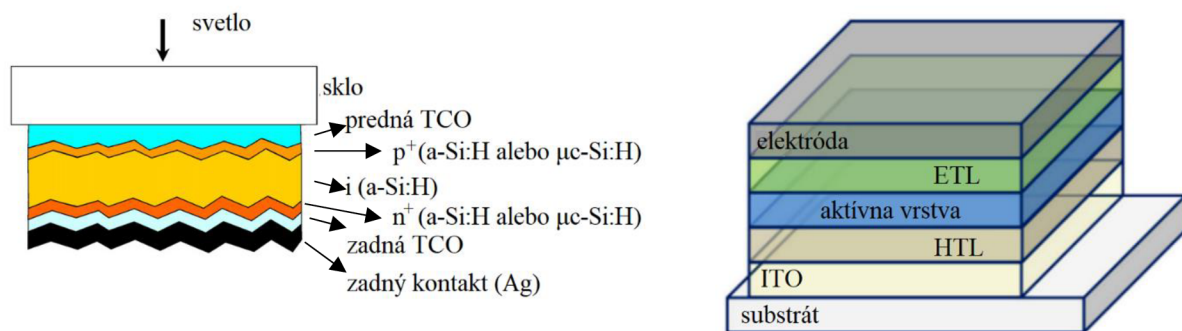 svetlo
sklo
predná TCO
p⁺ (a-Si:H alebo µc-Si:H)
i (a-Si:H)
n⁺ (a-Si:H alebo µc-Si:H)
zadná TCO
zadný kontakt (Ag)
elektróda
ETL
aktívna vrstva
HTL
ITO
substrát